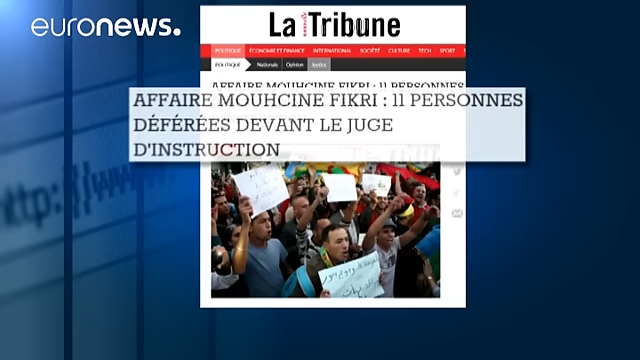 euronews.
La Tribune
POLITIQUE ÉCONOMIE ET FINANCE INTERNATIONAL SOCIÉTÉ CULTURE TECH SPORT
POLITIQUE Nationale Opinion Justice
AFFAIRE MOUHCINE FIKRI : 11 PERSONNES
AFFAIRE MOUHCINE FIKRI : 11 PERSONNES
DÉFÉRÉES DEVANT LE JUGE
D'INSTRUCTION
http://www